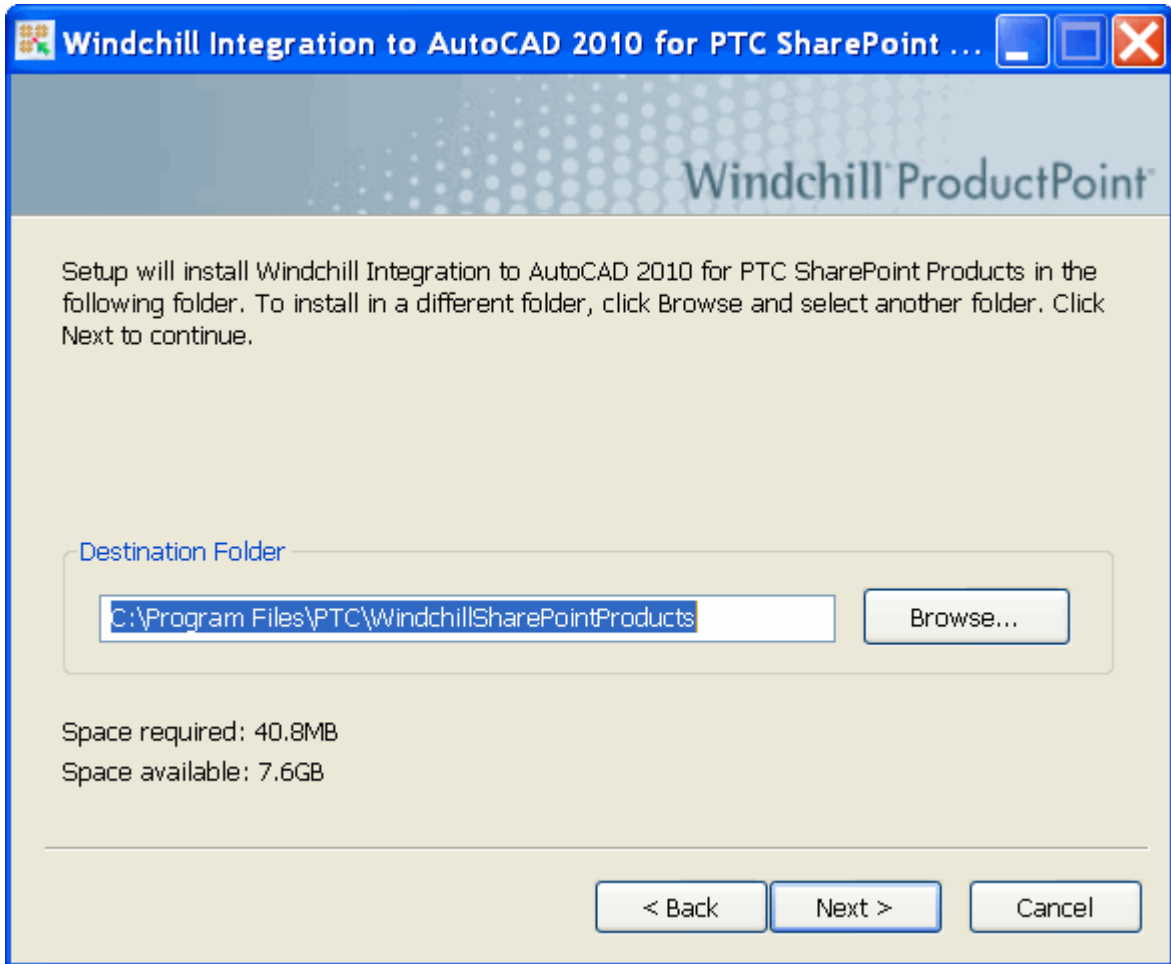 Windchill Integration to AutoCAD 2010 for PTC SharePoint ...
Windchill ProductPoint
Setup will install Windchill Integration to AutoCAD 2010 for PTC SharePoint Products in the
following folder. To install in a different folder, click Browse and select another folder. Click
Next to continue.
Destination Folder
C:\Program Files\PTC\WindchillSharePointProducts
Browse...
Space required: 40.8MB
Space available: 7.6GB
< Back
Next >
Cancel